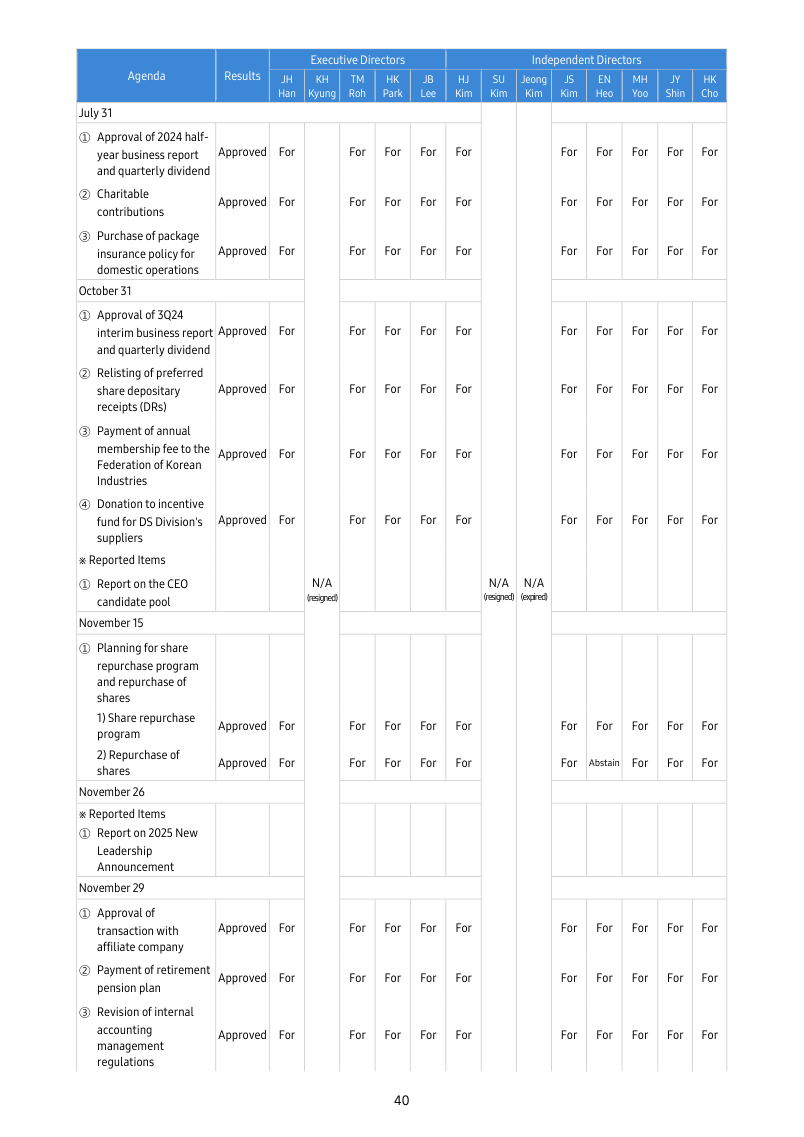 Agenda Results Executive Directors Independent Directors
JH Han KH Kyung TM Roh HK Park JB Lee HJ Kim SU Kim Jeong Kim JS Kim EN Heo MH Yoo JY Shin HK Cho
July 31
① Approval of 2024 half-
year business report
and quarterly dividend
Approved For For For For For For For For For For
② Charitable
contributions
Approved For For For For For For For For For For
③ Purchase of package
insurance policy for
domestic operations
Approved For For For For For For For For For For
October 31
① Approval of 3Q24
interim business report
and quarterly dividend
Approved For For For For For For For For For For
② Relisting of preferred
share depositary
receipts (DRs)
Approved For For For For For For For For For For
③ Payment of annual
membership fee to the
Federation of Korean
Industries
Approved For For For For For For For For For For
④ Donation to incentive
fund for DS Division's
suppliers
Approved For For For For For For For For For For
※ Reported Items
① Report on the CEO
candidate pool
N/A N/A N/A
(resigned) (resigned) (expired)
November 15
① Planning for share
repurchase program
and repurchase of
shares
1) Share repurchase
program
Approved For For For For For For For For For For
2) Repurchase of
shares
Approved For For For For For For Abstain For For For
November 26
※ Reported Items
① Report on 2025 New
Leadership
Announcement
November 29
① Approval of
transaction with
affiliate company
Approved For For For For For For For For For For
② Payment of retirement
pension plan
Approved For For For For For For For For For For
③ Revision of internal
accounting
management
regulations
Approved For For For For For For For For For For
40